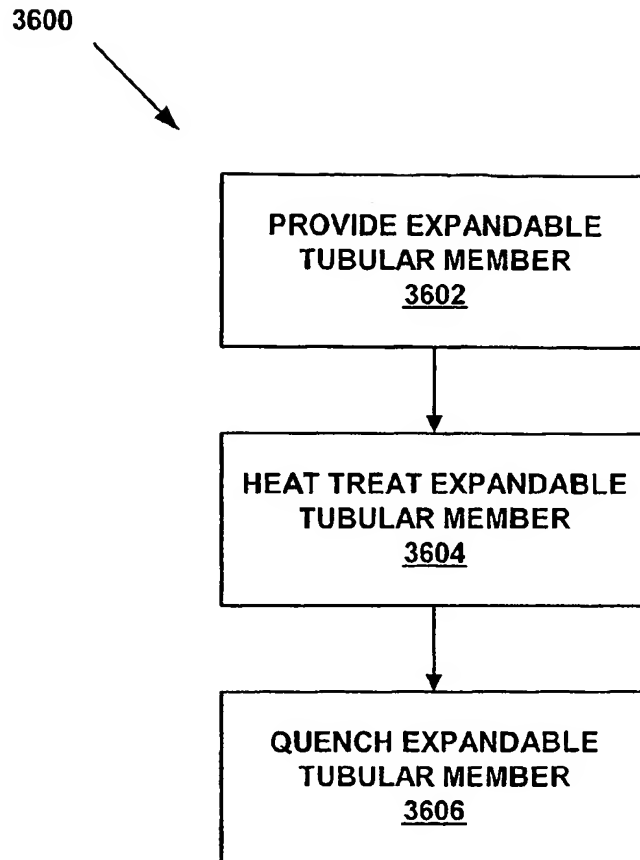 3600
PROVIDE EXPANDABLE
TUBULAR MEMBER
3602
HEAT TREAT EXPANDABLE
TUBULAR MEMBER
3604
QUENCH EXPANDABLE
TUBULAR MEMBER
3606